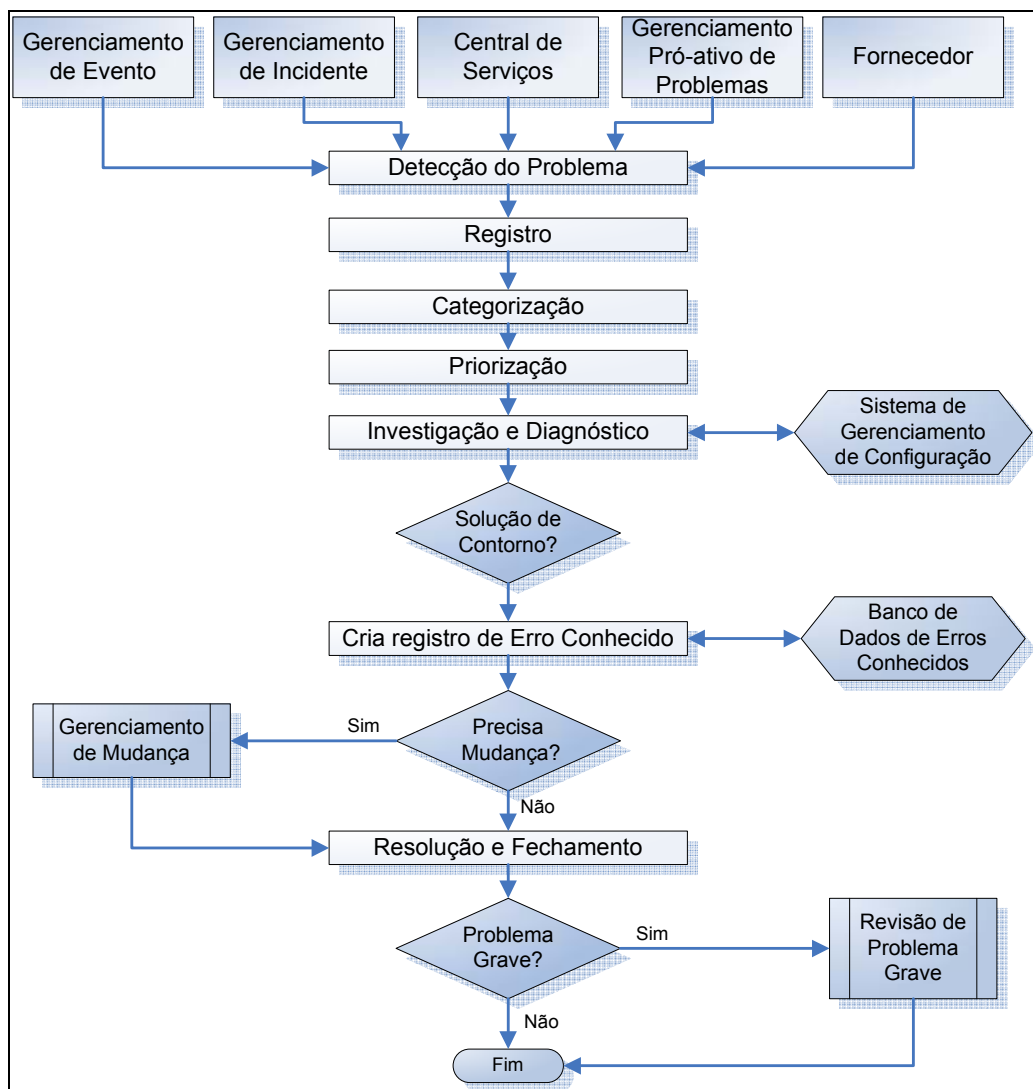 Gerenciamento
de Evento
Gerenciamento
de Incidente
Central de
Serviços
Gerenciamento
Pró-ativo de
Problemas
Fornecedor
Detecção do Problema
Registro
Categorização
Priorização
Investigação e Diagnóstico
Sistema de
Gerenciamento
de Configuração
Solução de
Contorno?
Cria registro de Erro Conhecido
Banco de
Dados de Erros
Conhecidos
Gerenciamento
de Mudança
Sim
Precisa
Mudança?
Não
Resolução e Fechamento
Problema
Grave?
Sim
Revisão de
Problema
Grave
Não
Fim